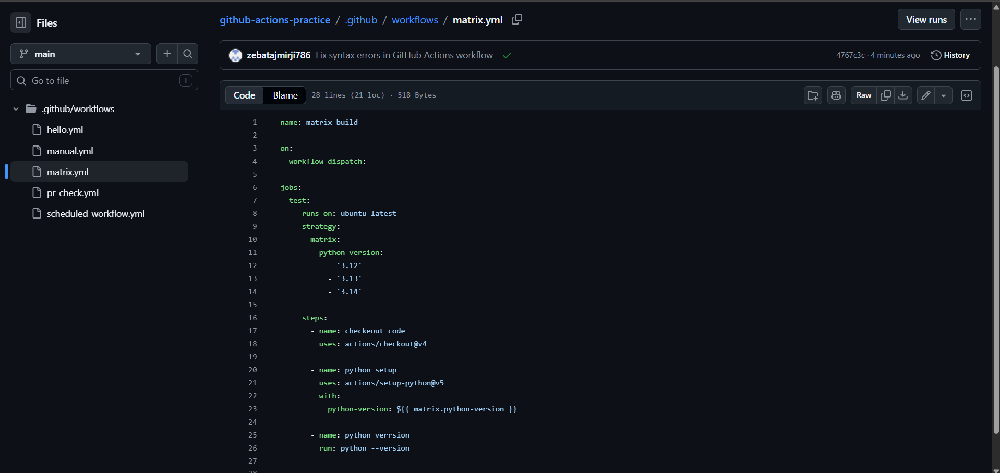 Files
main
Go to file
T
.github/workflows
hello.yml
manual.yml
matrix.yml
pr-check.yml
scheduled-workflow.yml
github-actions-practice / .github / workflows / matrix.yml
View runs
zebatajmirji786 Fix syntax errors in GitHub Actions workflow
4767c3c · 4 minutes ago History
Code Blame 28 lines (21 loc) · 518 Bytes
Raw
1 name: matrix build
2
3 on:
4   workflow_dispatch:
5
6 jobs:
7   test:
8      runs-on: ubuntu-latest
9      strategy:
10       matrix:
11         python-version:
12           - '3.12'
13           - '3.13'
14           - '3.14'
15
16     steps:
17       - name: checkeout code
18         uses: actions/checkout@v4
19
20       - name: python setup
21         uses: actions/setup-python@v5
22         with:
23           python-version: ${{ matrix.python-version }}
24
25       - name: python verrsion
26         run: python --version
27